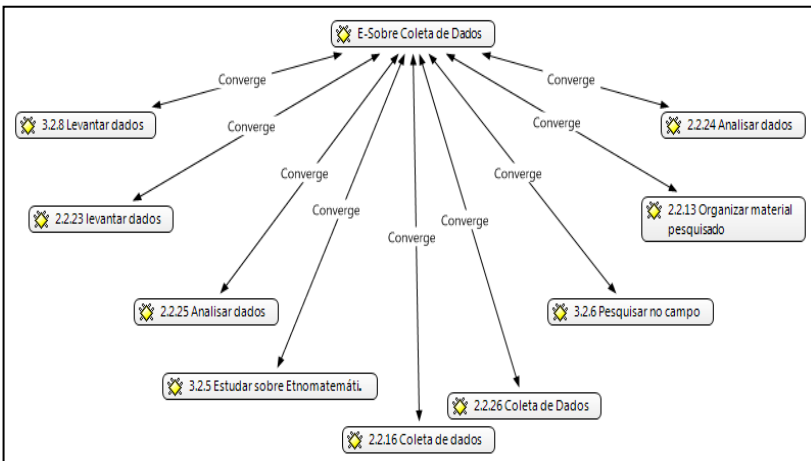 E-Sobre Coleta de Dados
Converge
Converge
3.2.8 Levantar dados
2.2.24 Analisar dados
Converge
Converge
Converge
Converge
2.2.23 levantar dados
2.2.13 Organizar material
pesquisado
Converge
Converge
Converge
2.2.25 Analisar dados
3.2.6 Pesquisar no campo
3.2.5 Estudar sobre Etnomatemáti.
2.2.26 Coleta de Dados
2.2.16 Coleta de dados